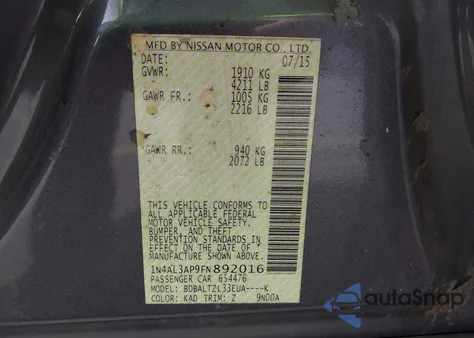 MFD BY NISSAN MOTOR CO., LTD.
DATE: 07/15
GVWR: 1910 KG
4211 LB
GAWR FR.: 1005 KG
2216 LB
GAWR RR.: 940 KG
2072 LB
THIS VEHICLE CONFORMS TO
ALL APPLICABLE FEDERAL
MOTOR VEHICLE SAFETY,
BUMPER, AND THEFT
PREVENTION STANDARDS
IN EFFECT ON THE DATE OF
MANUFACTURE SHOWN ABOVE.
1N4AL3AP9FN892016
PASSENGER CAR 654476
MODEL: BDBALTZL33EUA----K
COLOR: KAD TRIM: Z 9N00A
AutoSnap